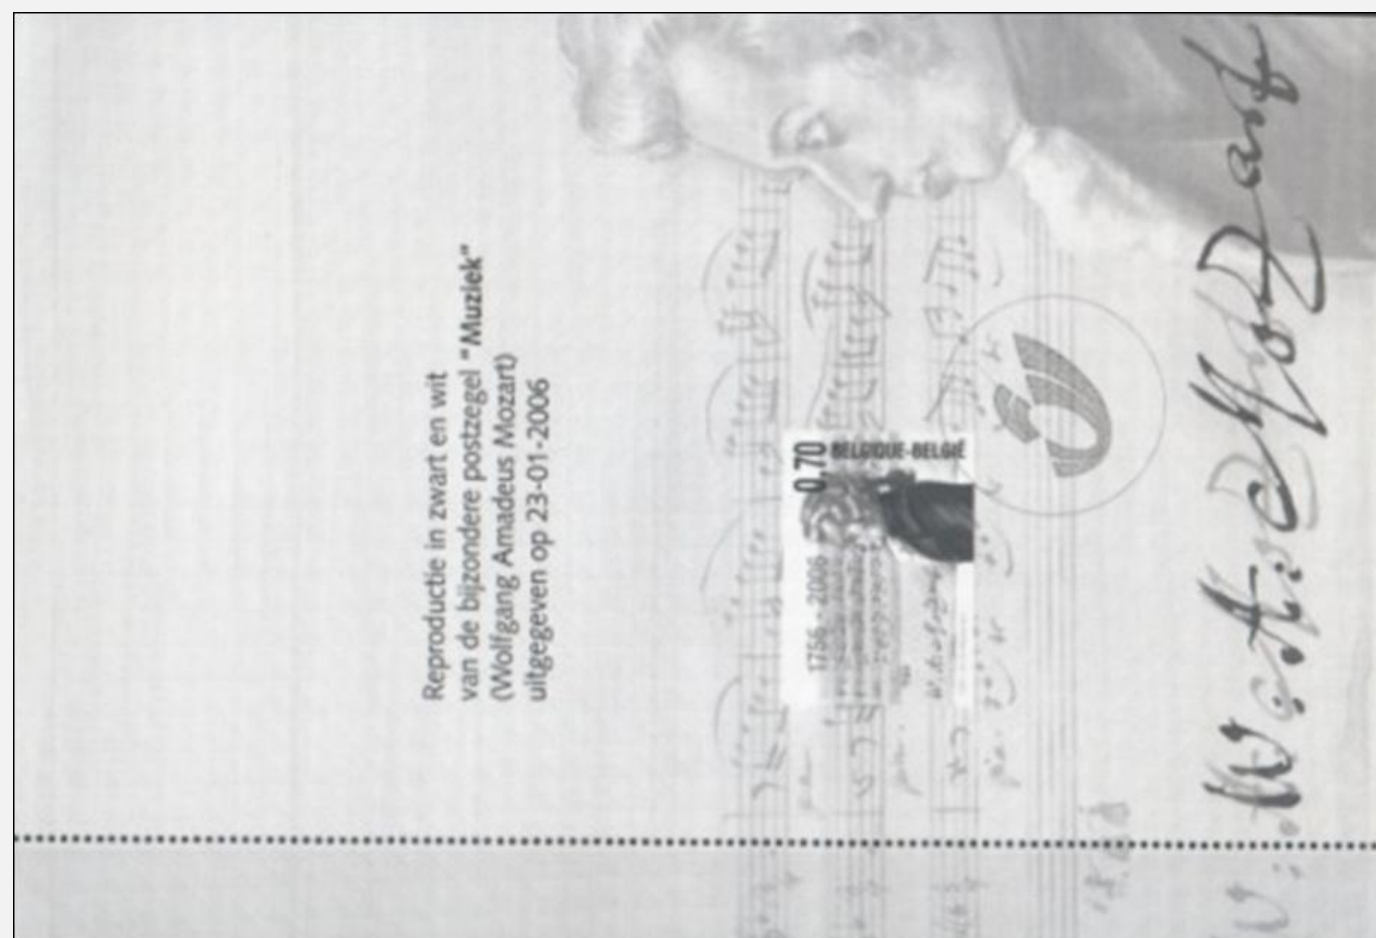 Reproductie in zwart en wit
van de bijzondere postzegel "Muziek"
(Wolfgang Amadeus Mozart)
uitgegeven op 23-01-2006
0,70 BELGIQUE-BELGIË
1756 - 2006
W. A. Mozart